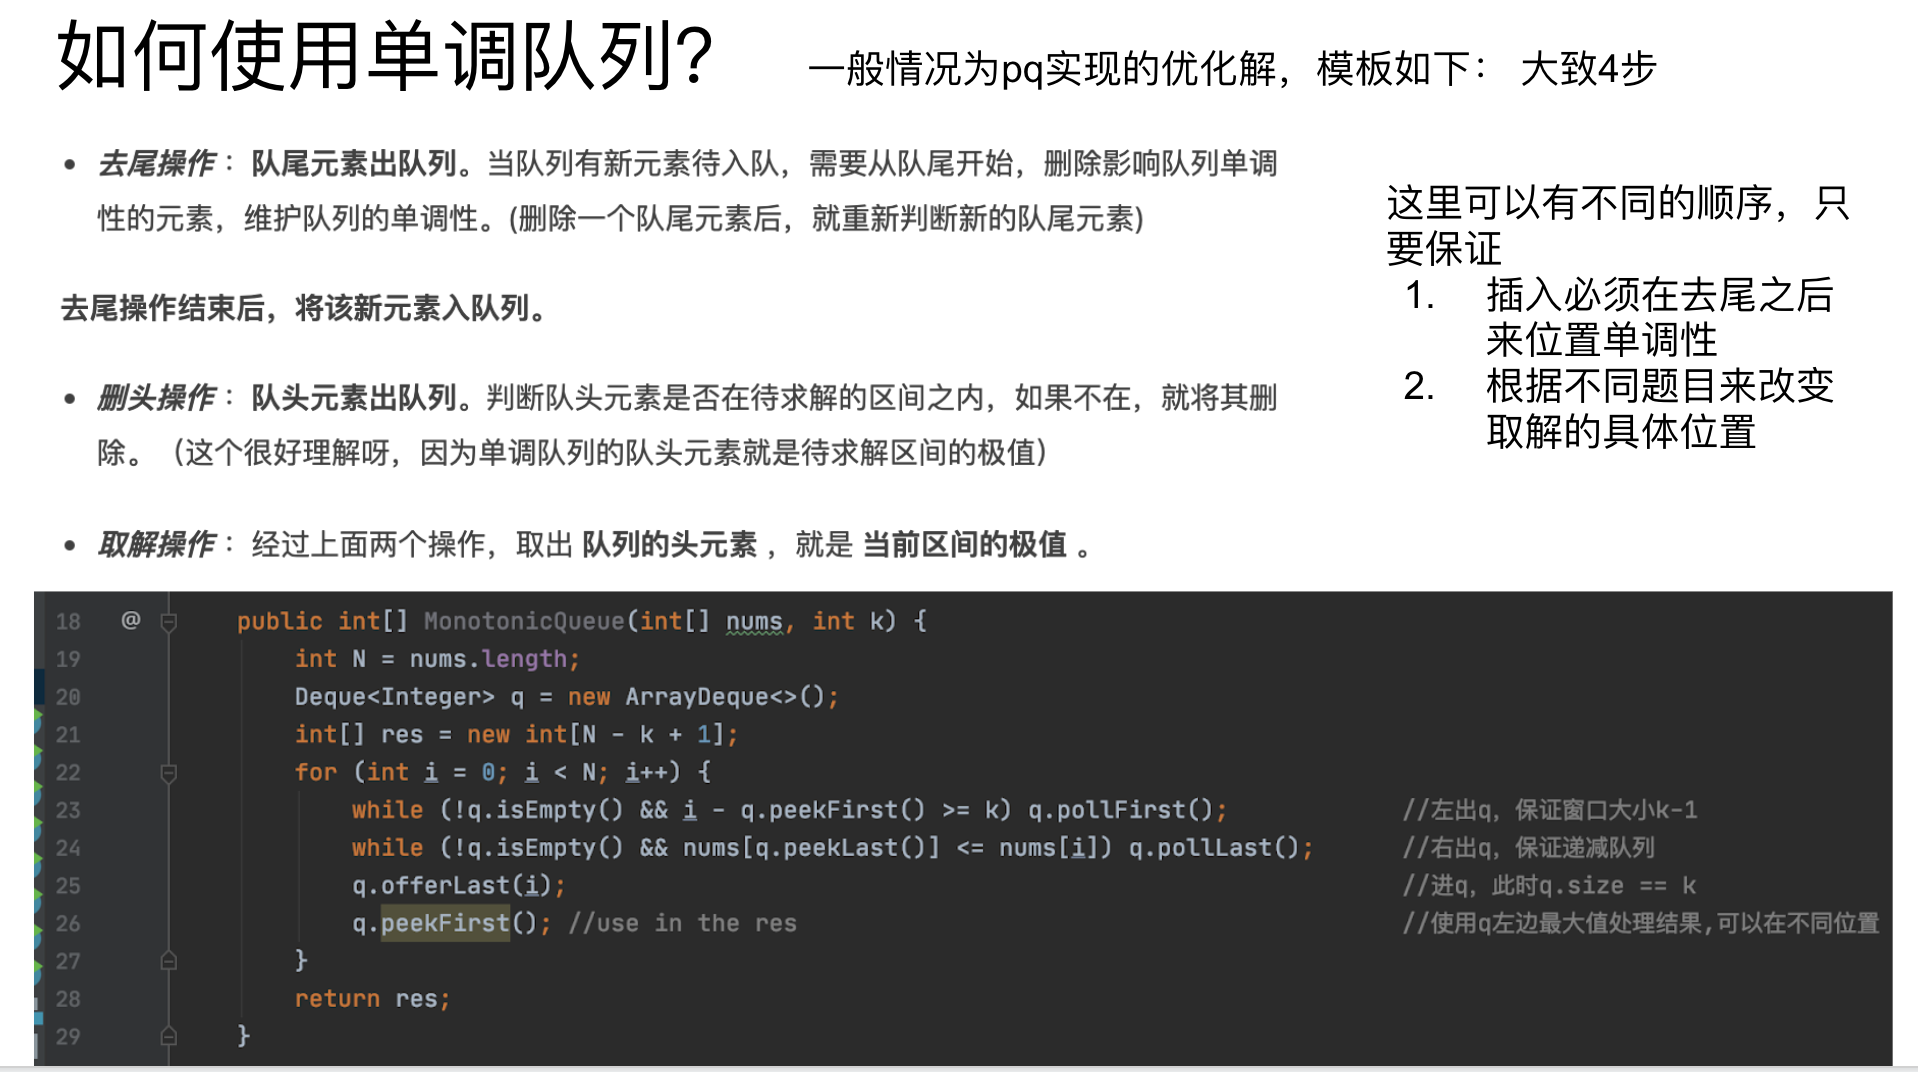 如何使用单调队列?
一般情况为pq实现的优化解，模板如下： 大致4步
• 去尾操作： 队尾元素出队列。当队列有新元素待入队，需要从队尾开始，删除影响队列单调
性的元素，维护队列的单调性。(删除一个队尾元素后，就重新判断新的队尾元素)
去尾操作结束后，将该新元素入队列。
• 删头操作： 队头元素出队列。判断队头元素是否在待求解的区间之内，如果不在，就将其删
除。（这个很好理解呀，因为单调队列的队头元素就是待求解区间的极值）
• 取解操作： 经过上面两个操作，取出 队列的头元素 ，就是 当前区间的极值 。
这里可以有不同的顺序，只
要保证
1. 插入必须在去尾之后
来位置单调性
2. 根据不同题目来改变
取解的具体位置
18 @ public int[] MonotonicQueue(int[] nums, int k) {
19 int N = nums.length;
20 Deque<Integer> q = new ArrayDeque<>();
21 int[] res = new int[N - k + 1];
22 for (int i = 0; i < N; i++) {
23 while (!q.isEmpty() && i - q.peekFirst() >= k) q.pollFirst(); //左出q，保证窗口大小k-1
24 while (!q.isEmpty() && nums[q.peekLast()] <= nums[i]) q.pollLast(); //右出q，保证递减队列
25 q.offerLast(i); //进q，此时q.size == k
26 q.peekFirst(); //use in the res //使用q左边最大值处理结果,可以在不同位置
27 }
28 return res;
29 }